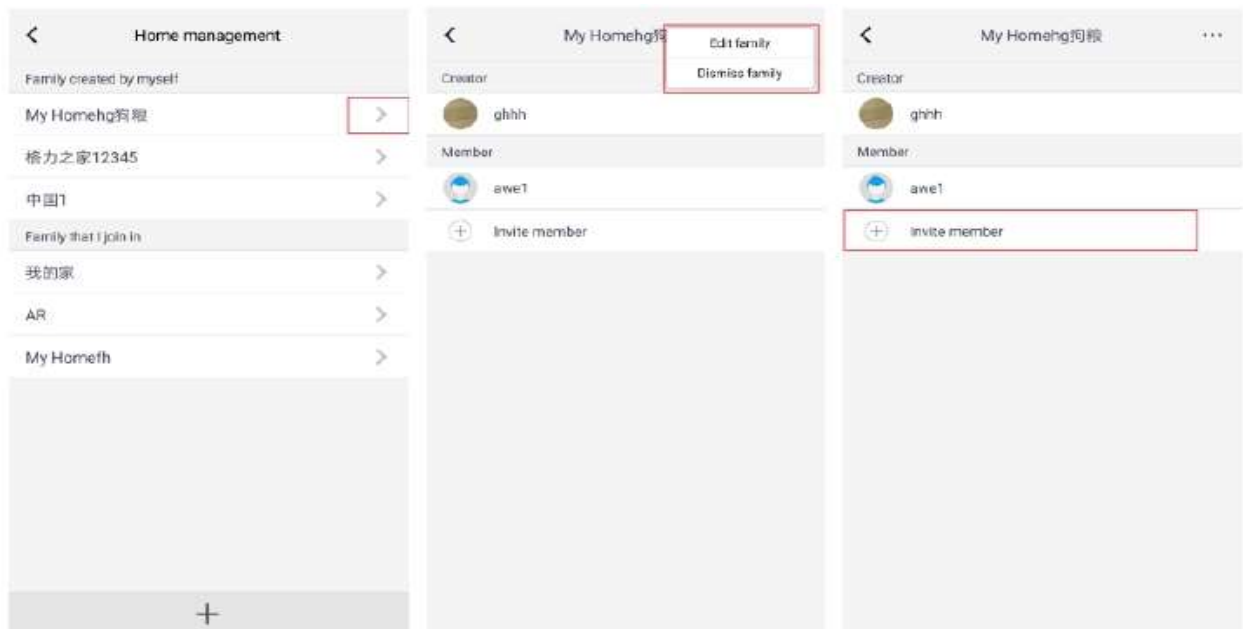 Home management
Family created by myself
My Homehg狗粮
格力之家12345
中国1
Family that I join in
我的家
AR
My Homefh
My Homehg狗
Edit family
Dismiss family
Creator
ghhh
Member
awe1
Invite member
My Homehg狗粮
Creator
ghhh
Member
awe1
Invite member